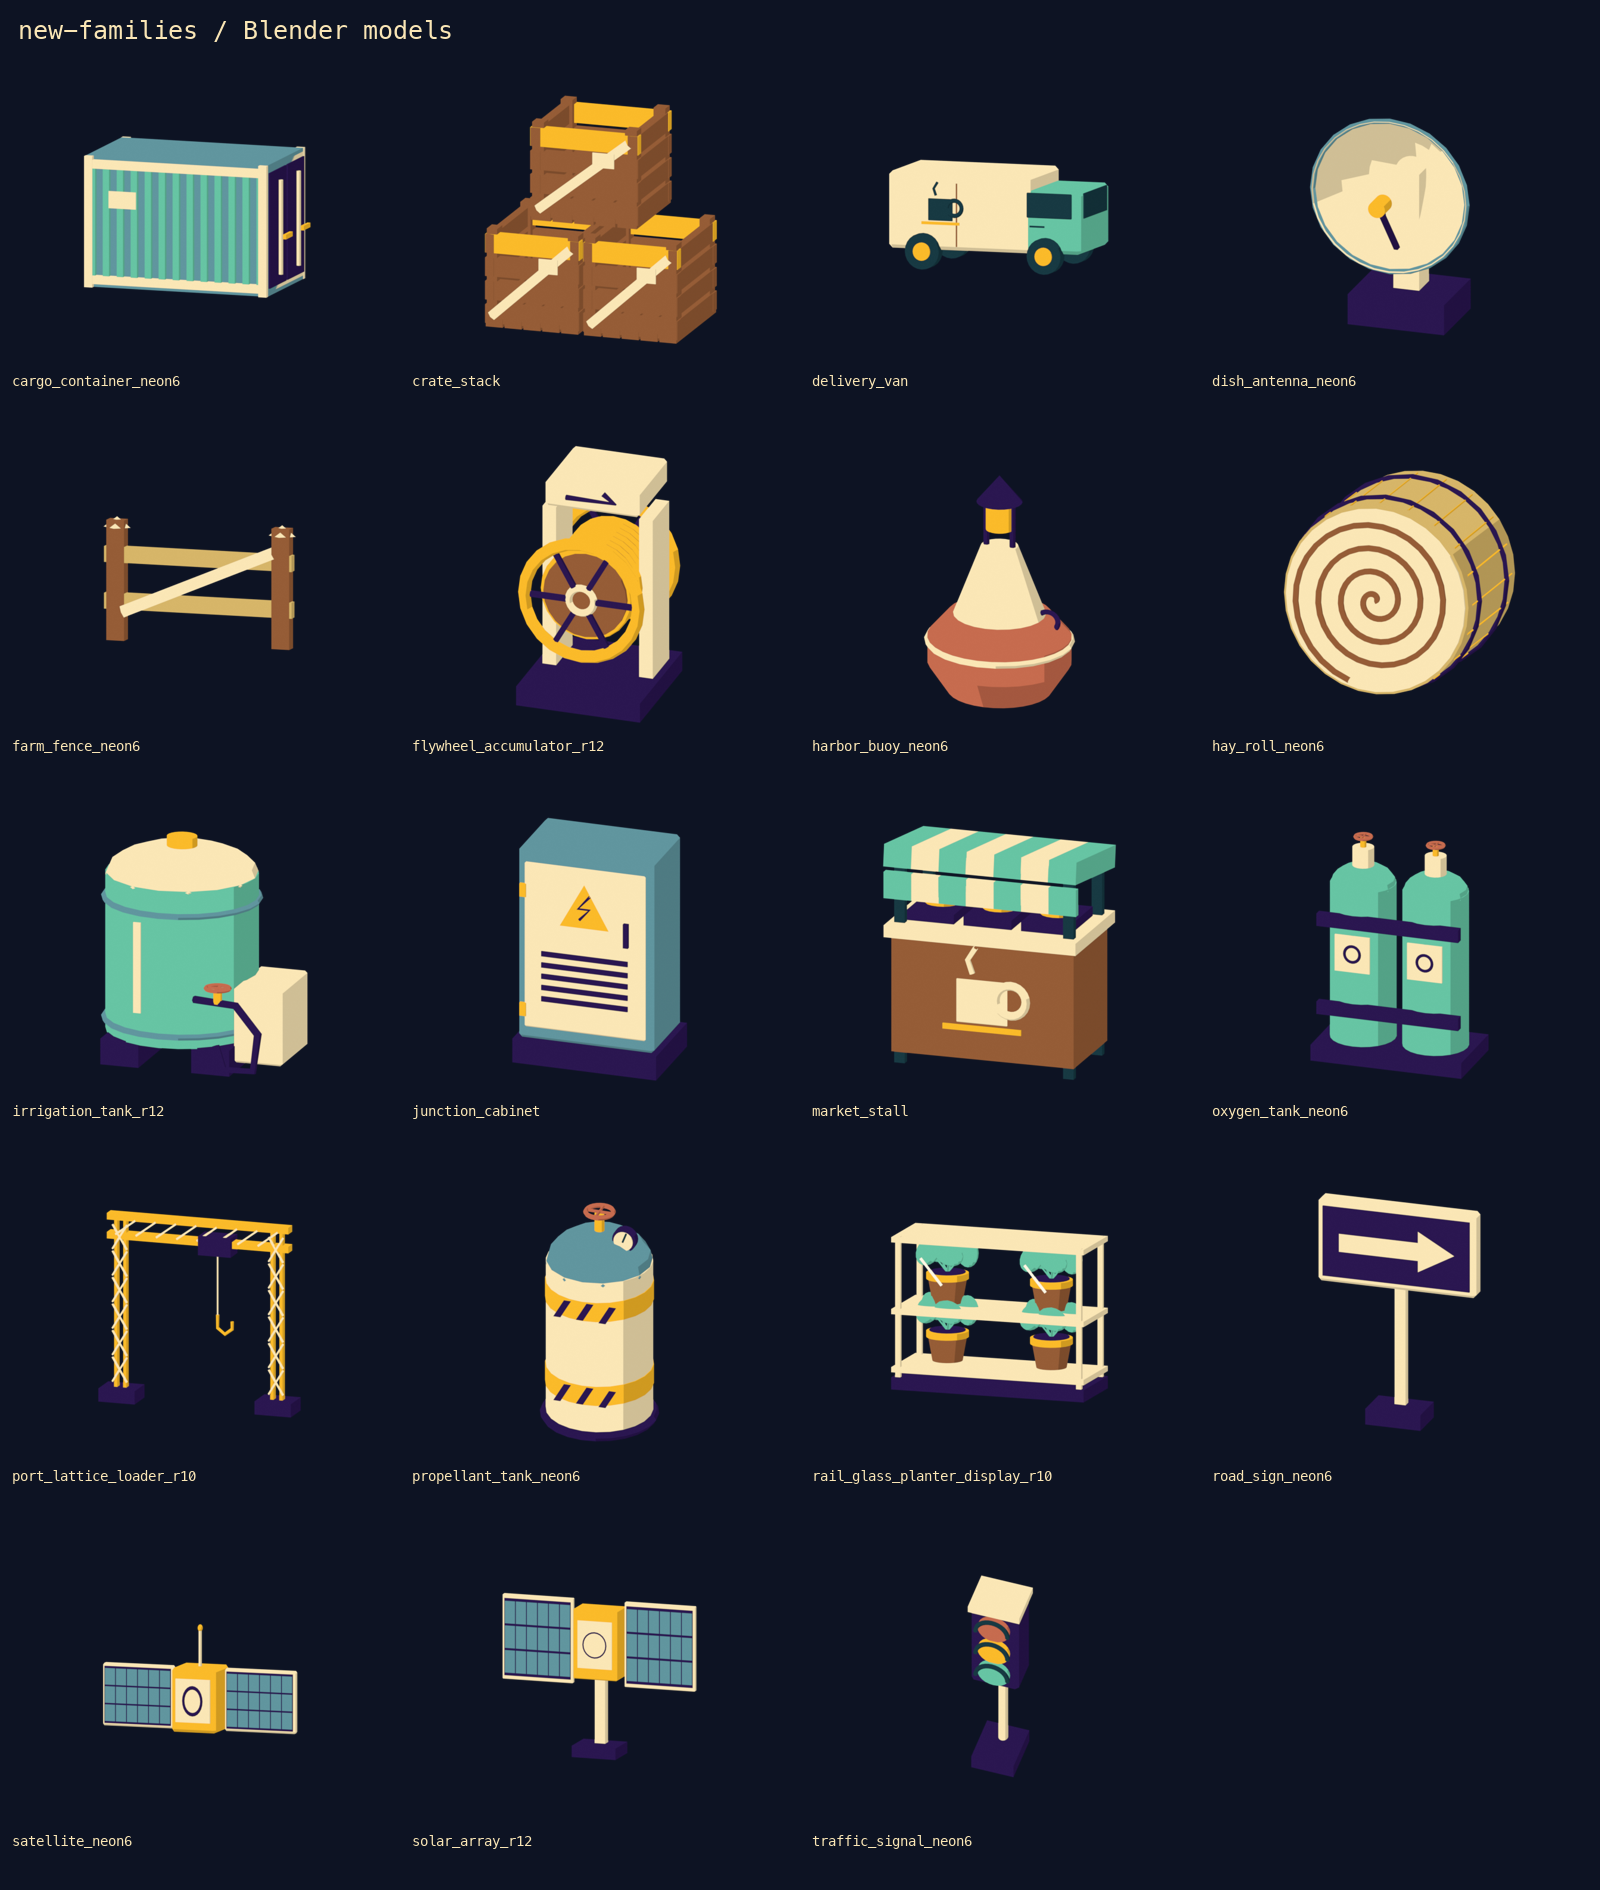 new-families / Blender models
cargo_container_neon6
crate_stack
delivery_van
dish_antenna_neon6
farm_fence_neon6
flywheel_accumulator_r12
harbor_buoy_neon6
hay_roll_neon6
irrigation_tank_r12
junction_cabinet
market_stall
oxygen_tank_neon6
port_lattice_loader_r10
propellant_tank_neon6
rail_glass_planter_display_r10
road_sign_neon6
satellite_neon6
solar_array_r12
traffic_signal_neon6